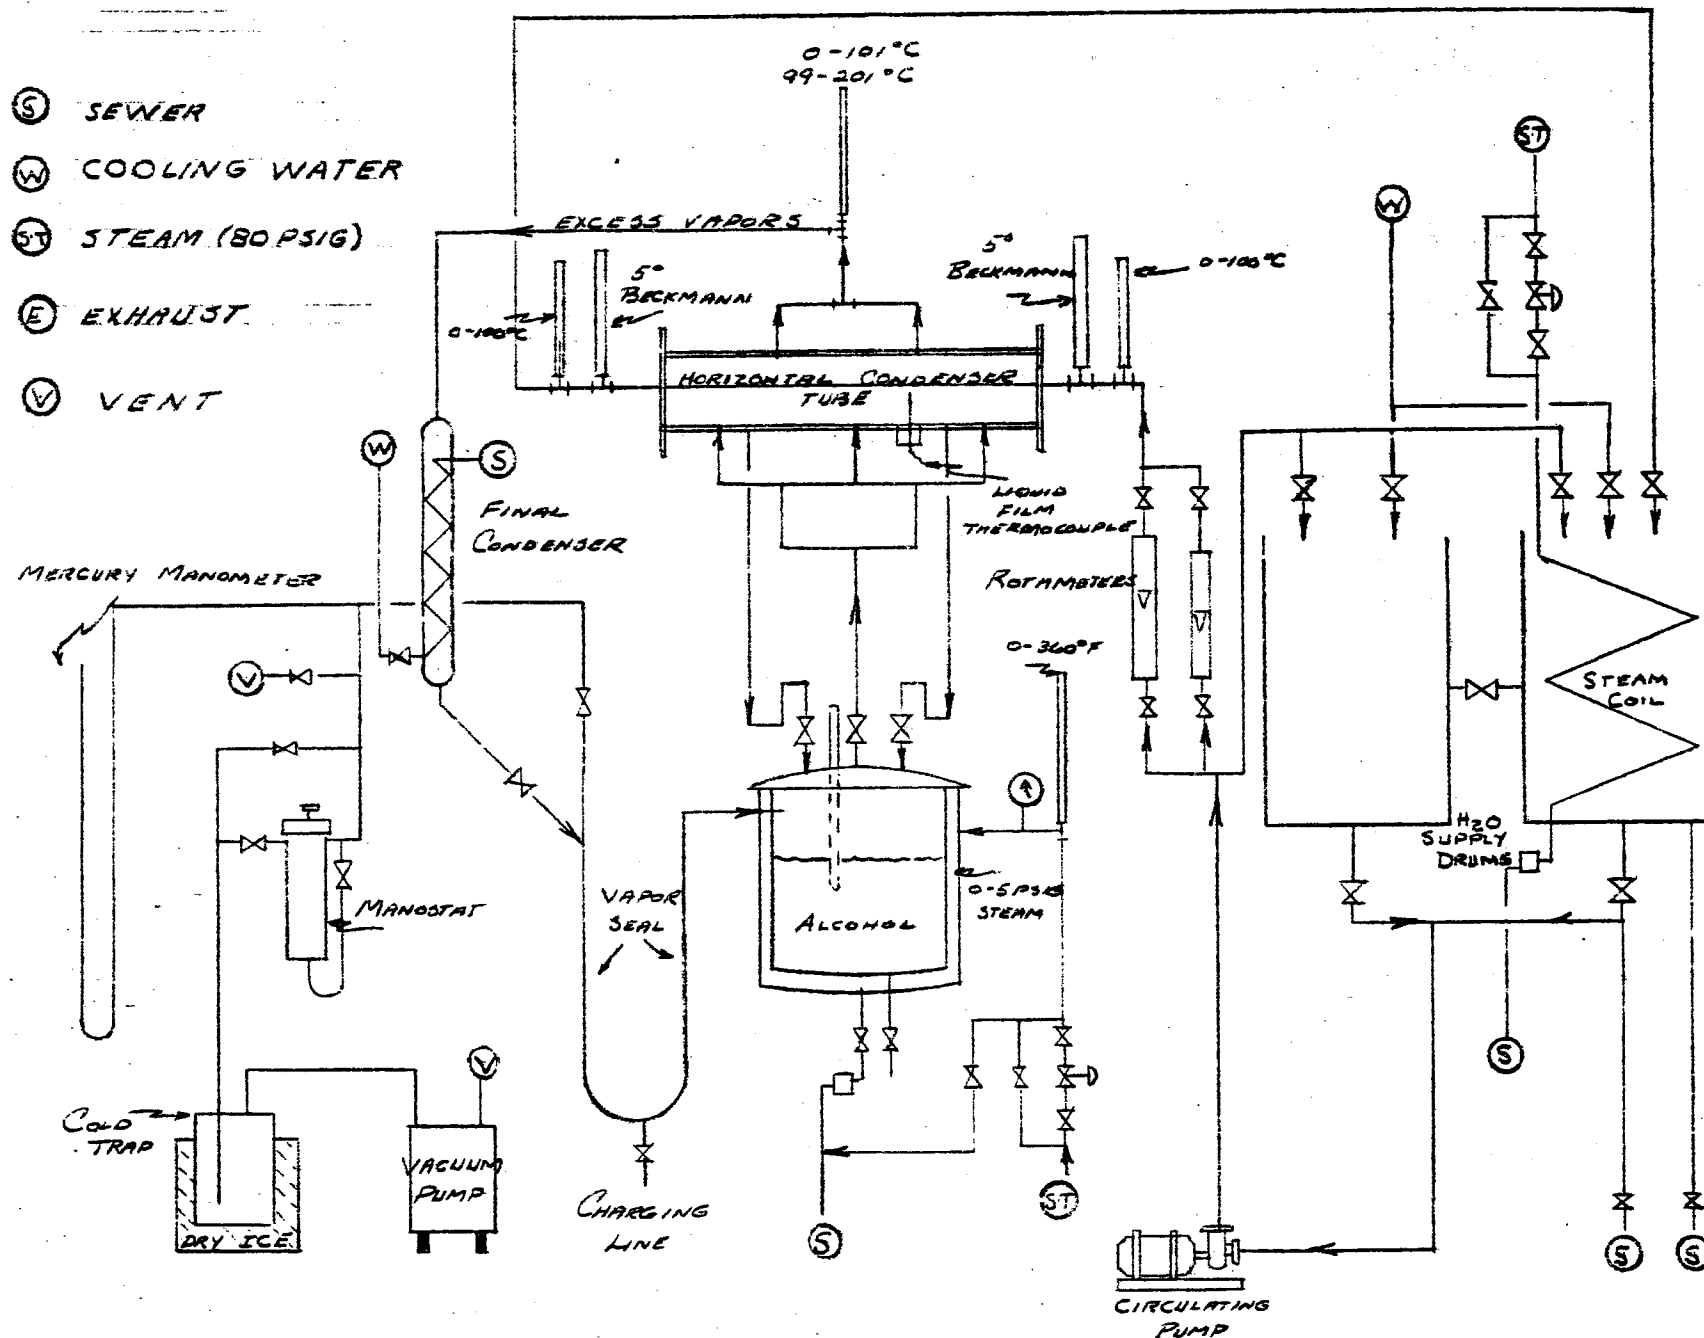 S SEWER
W COOLING WATER
ST STEAM (80 PSIG)
E EXHAUST
V VENT
0-101°C
99-201°C
EXCESS VAPORS
5°
BECKMANN
0-100°C
5°
BECKMANN
0-100°C
ST
W
HORIZONTAL CONDENSER
TUBE
W
S
FINAL
CONDENSER
LIQUID
FILM
THERMOCOUPLE
MERCURY MANOMETER
ROTAMETERS
0-360°F
V
STEAM
COIL
H2O
SUPPLY
DRUMS
MANOSTAT
VAPOR
SEAL
ALCOHOL
0-5 PSIG
STEAM
S
V
COLD
TRAP
VACUUM
PUMP
DRY ICE
CHARGING
LINE
S
ST
S
S
CIRCULATING
PUMP